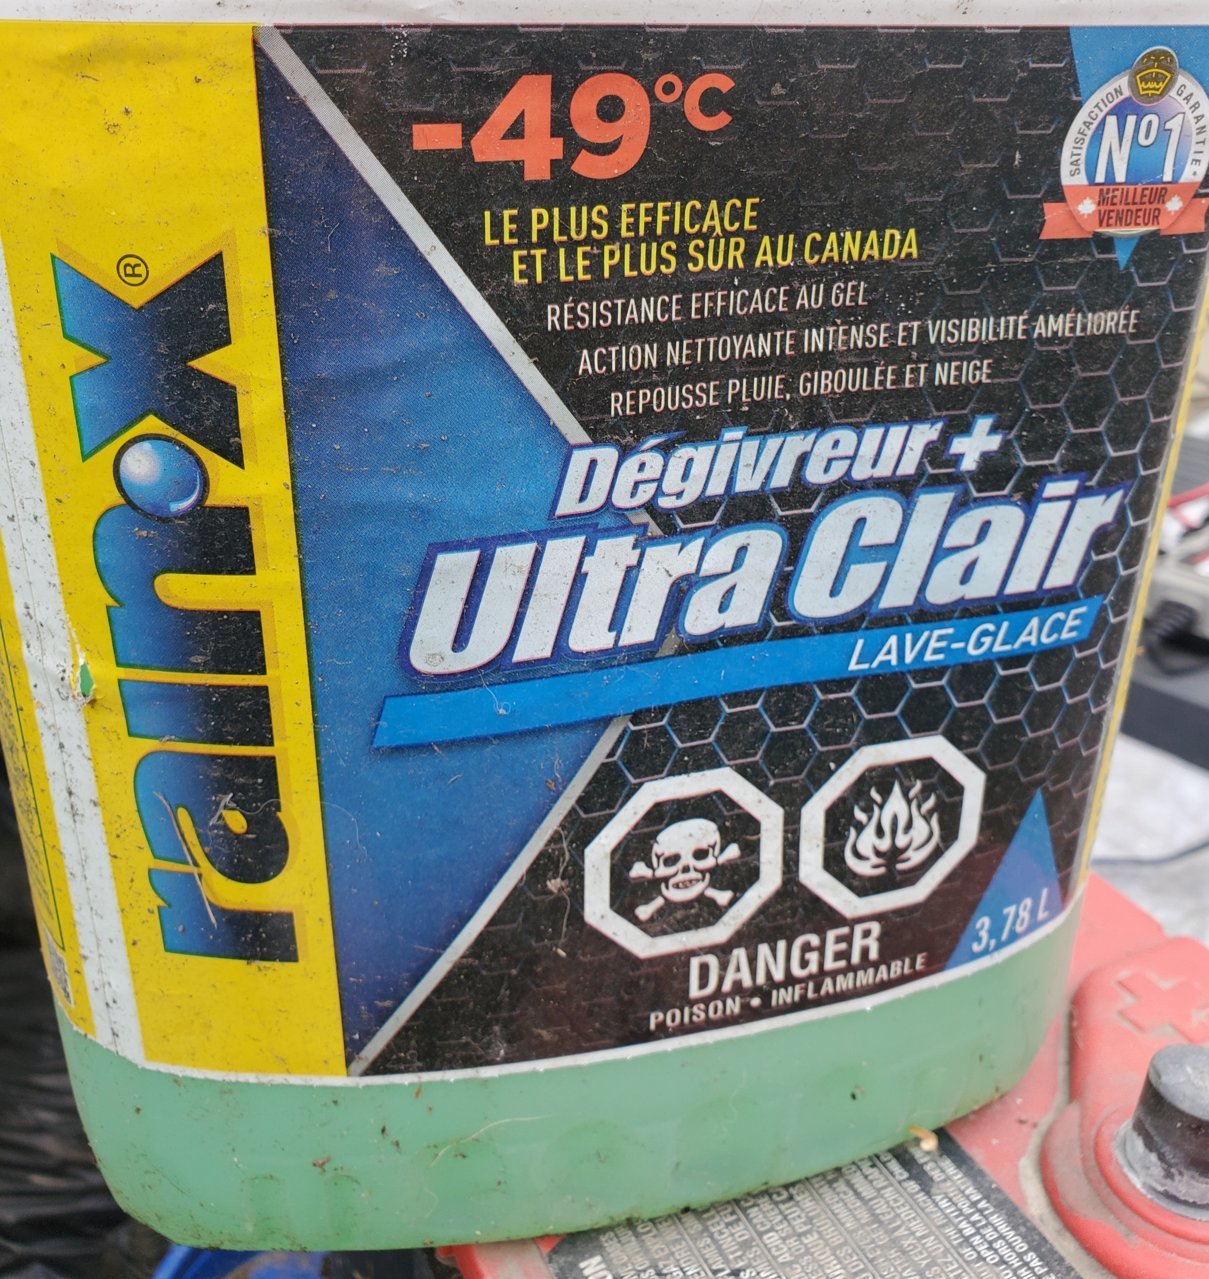 -49°C
LE PLUS EFFICACE
ET LE PLUS SÛR AU CANADA
RÉSISTANCE EFFICACE AU GEL
ACTION NETTOYANTE INTENSE ET VISIBILITÉ AMÉLIORÉE
REPOUSSE PLUIE, GIBOULÉE ET NEIGE
SATISFACTION GARANTIE
Nº1
MEILLEUR
VENDEUR
rain-x®
Dégivreur +
Ultra Clair
LAVE-GLACE
DANGER
POISON • INFLAMMABLE
3,78 L